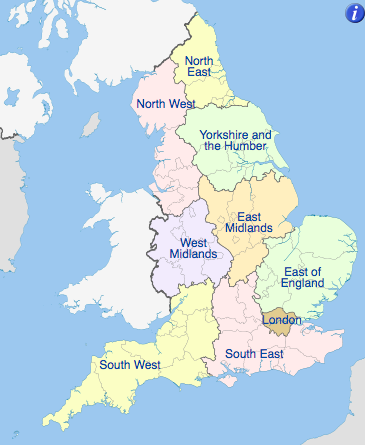 i
North
East
North West
Yorkshire and
the Humber
East
Midlands
West
Midlands
East of
England
London
South East
South West